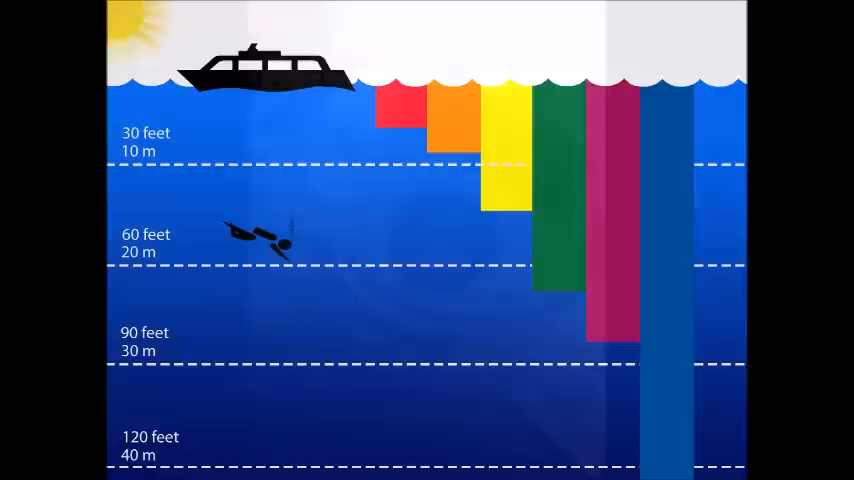 30 feet
10 m
60 feet
20 m
90 feet
30 m
120 feet
40 m